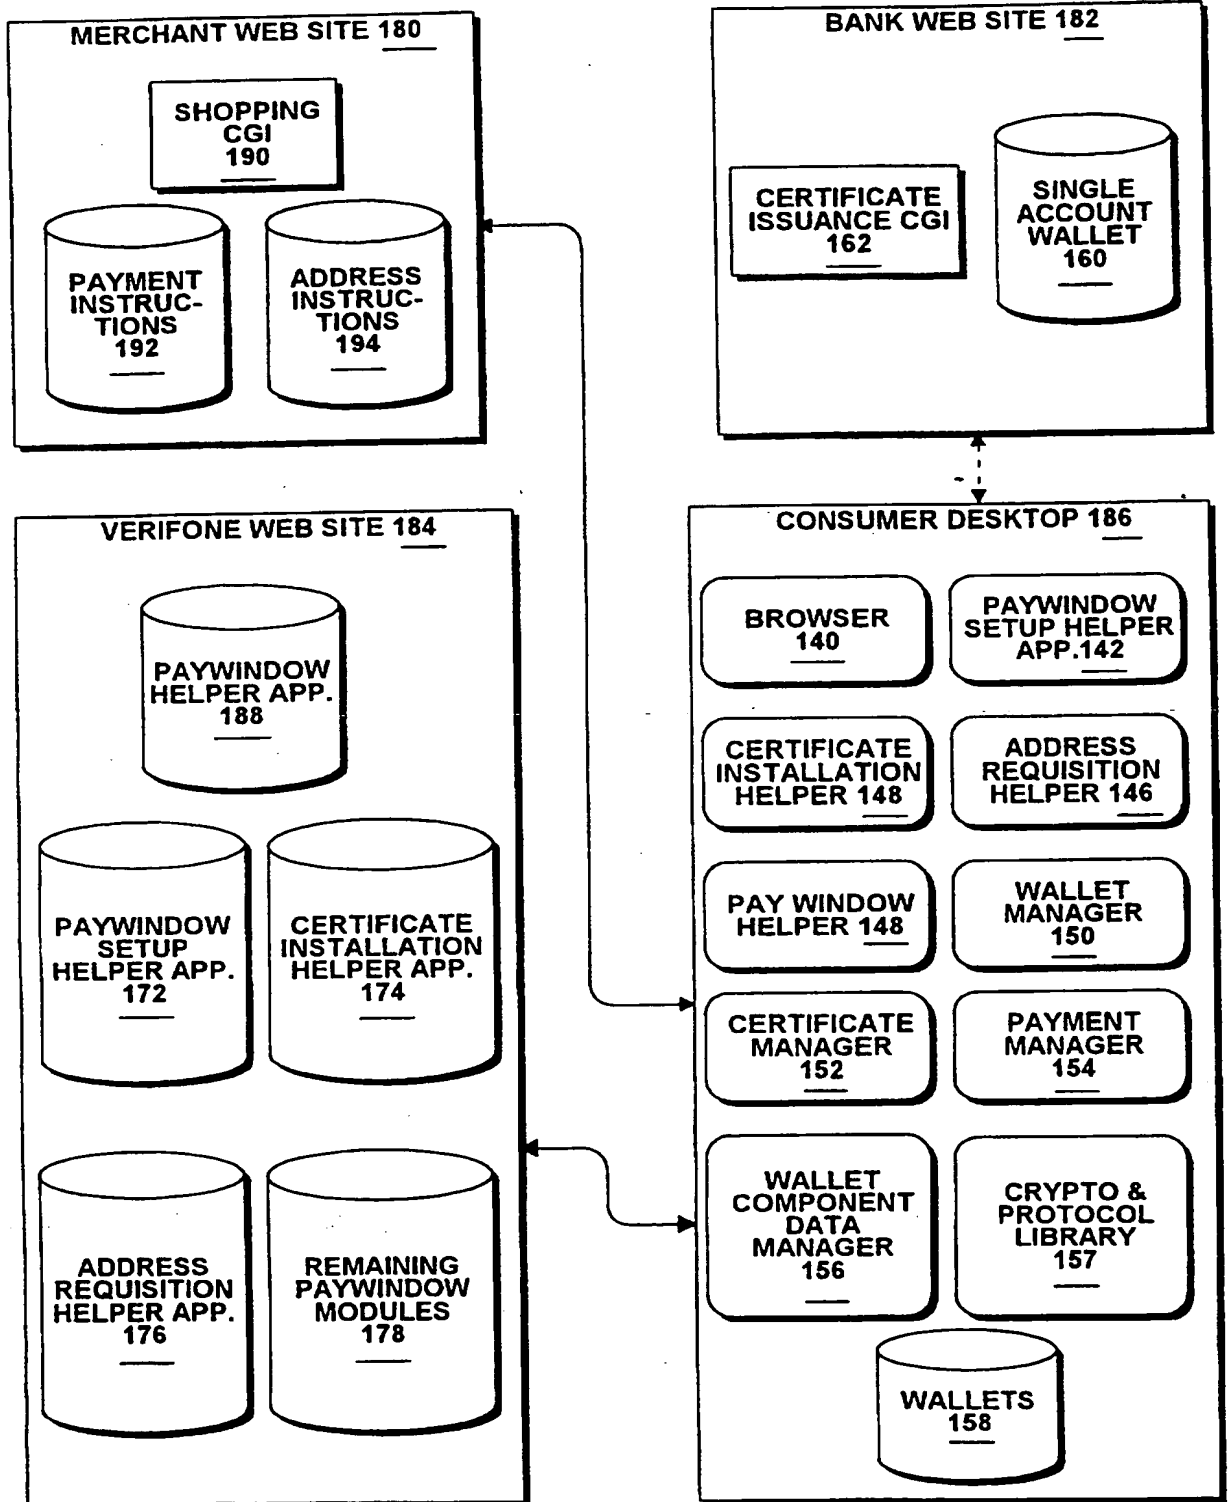 MERCHANT WEB SITE 180
SHOPPING
CGI
190
PAYMENT
INSTRUC-
TIONS
192
ADDRESS
INSTRUC-
TIONS
194
BANK WEB SITE 182
CERTIFICATE
ISSUANCE CGI
162
SINGLE
ACCOUNT
WALLET
160
VERIFONE WEB SITE 184
PAYWINDOW
HELPER APP.
188
PAYWINDOW
SETUP
HELPER APP.
172
CERTIFICATE
INSTALLATION
HELPER APP.
174
ADDRESS
REQUISITION
HELPER APP.
176
REMAINING
PAYWINDOW
MODULES
178
CONSUMER DESKTOP 186
BROWSER
140
PAYWINDOW
SETUP HELPER
APP.142
CERTIFICATE
INSTALLATION
HELPER 148
ADDRESS
REQUISITION
HELPER 146
PAY WINDOW
HELPER 148
WALLET
MANAGER
150
CERTIFICATE
MANAGER
152
PAYMENT
MANAGER
154
WALLET
COMPONENT
DATA
MANAGER
156
CRYPTO &
PROTOCOL
LIBRARY
157
WALLETS
158